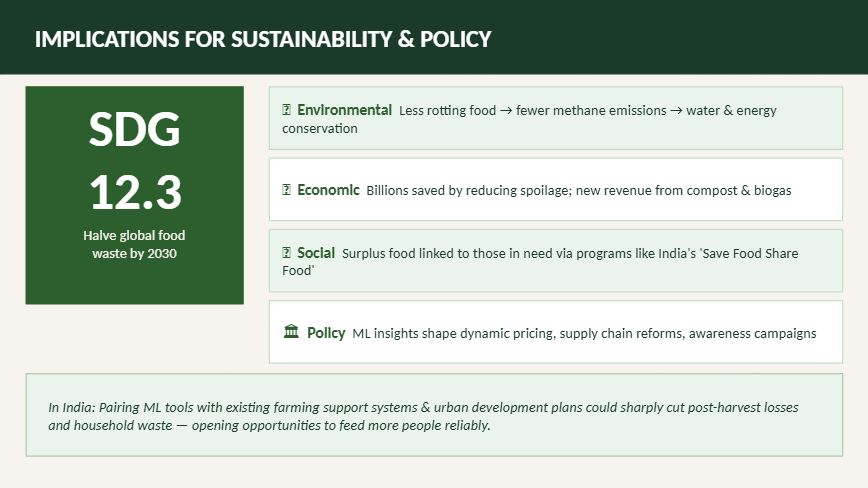 IMPLICATIONS FOR SUSTAINABILITY & POLICY
SDG
12.3
Halve global food
waste by 2030
Environmental Less rotting food → fewer methane emissions → water & energy
conservation
Economic Billions saved by reducing spoilage; new revenue from compost & biogas
Social Surplus food linked to those in need via programs like India's 'Save Food Share
Food'
🏛 Policy ML insights shape dynamic pricing, supply chain reforms, awareness campaigns
In India: Pairing ML tools with existing farming support systems & urban development plans could sharply cut post-harvest losses
and household waste — opening opportunities to feed more people reliably.